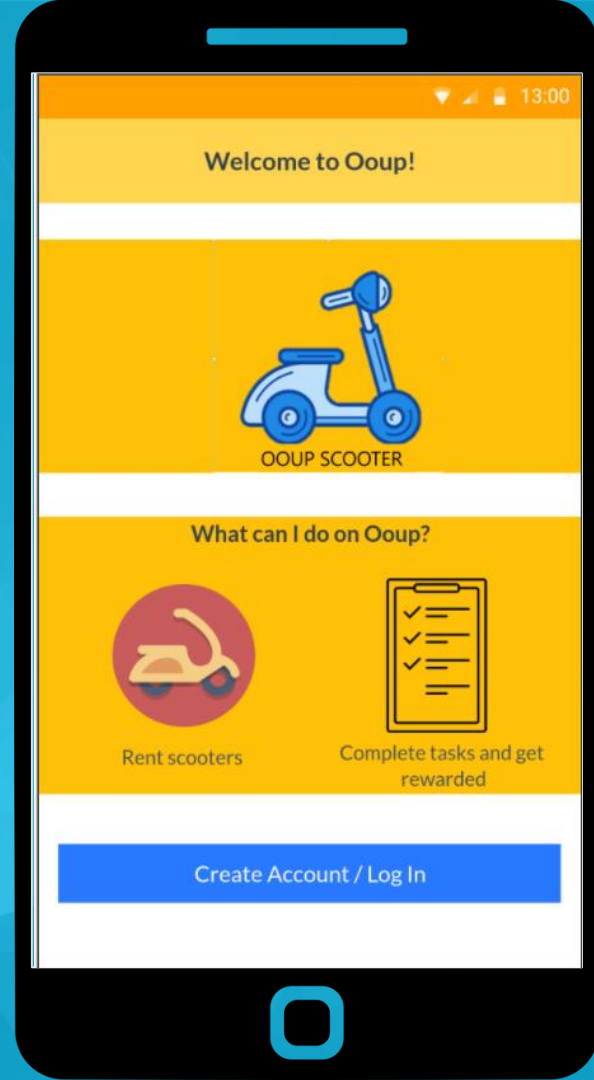 13:00
Welcome to Ooup!
OOUP SCOOTER
What can I do on Ooup?
Rent scooters
Complete tasks and get
rewarded
Create Account / Log In